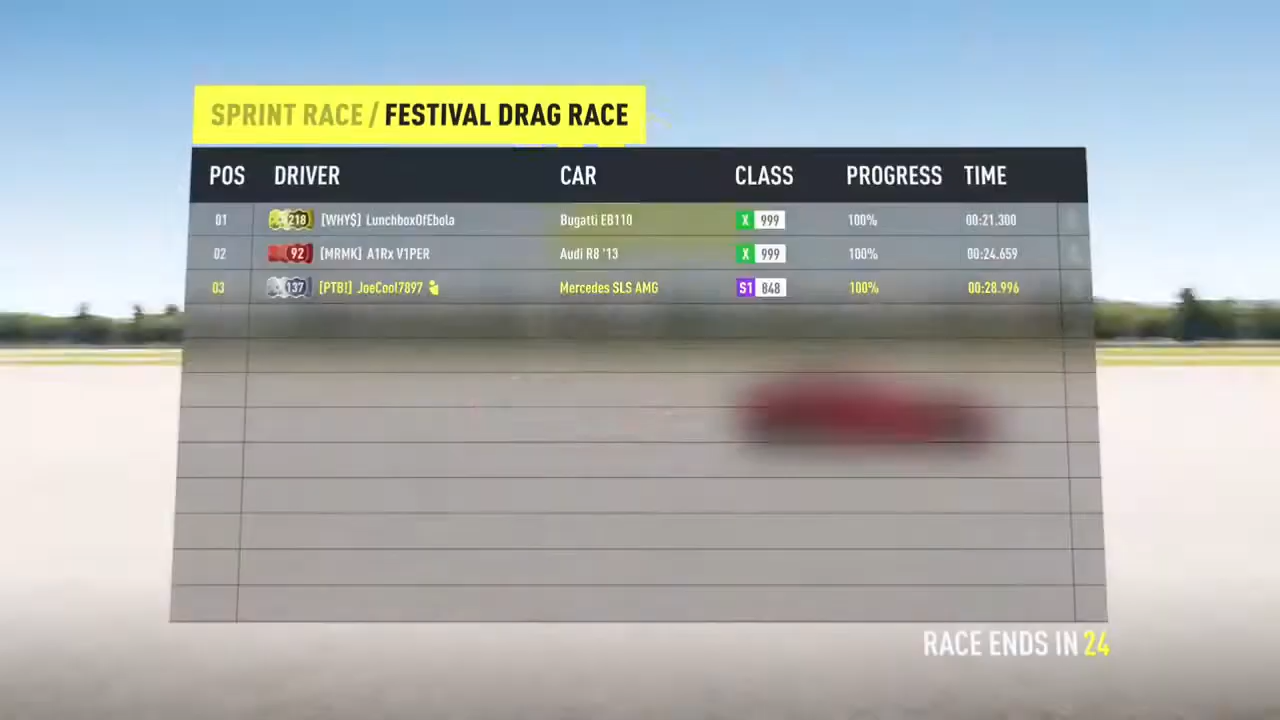 SPRINT RACE / FESTIVAL DRAG RACE
POS DRIVER CAR CLASS PROGRESS TIME
01 218 [WHY$] LunchboxOfEbola Bugatti EB110 X 999 100% 00:21.300
02 92 [MRMK] A1Rx V1PER Audi R8 '13 X 999 100% 00:24.659
03 137 [PTB!] JoeCool7897 Mercedes SLS AMG S1 848 100% 00:28.996
RACE ENDS IN 24